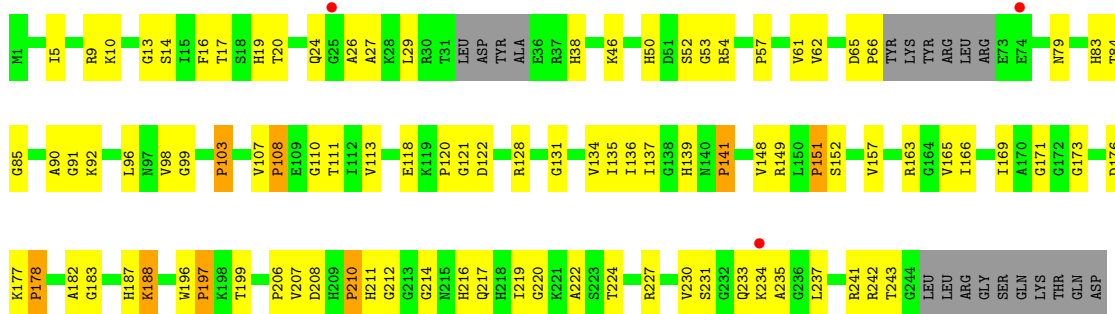 M1 I5 R9 K10 G13 S14 I15 F16 T17 S18 H19 T20 Q24 G25 A26 A27 K28 L29 R30 T31 LEU ASP TYR ALA E36 R37 H38 K46 H50 D51 S52 G53 R54 P57 V61 V62 D65 P66 TYR LYS TYR ARG LEU ARG E73 E74 N79 H83 T84
G85 A90 G91 K92 L96 N97 V98 G99 P103 V107 P108 E109 G110 T111 I112 V113 E118 K119 P120 G121 D122 R128 G131 V134 I135 I136 I137 G138 H139 N140 P141 V148 R149 L150 P151 S152 V157 R163 G164 V165 I166 I169 A170 G171 G172 G173 D176
K177 P178 A182 G183 H187 K188 W196 P197 K198 T199 P206 V207 D208 H209 P210 H211 G212 G213 G214 N215 H216 Q217 H218 I219 G220 K221 A222 S223 T224 R227 V230 S231 G232 Q233 K234 A235 G236 L237 R241 R242 T243 G244 LEU LEU ARG GLY SER GLN LYS THR GLN ASP